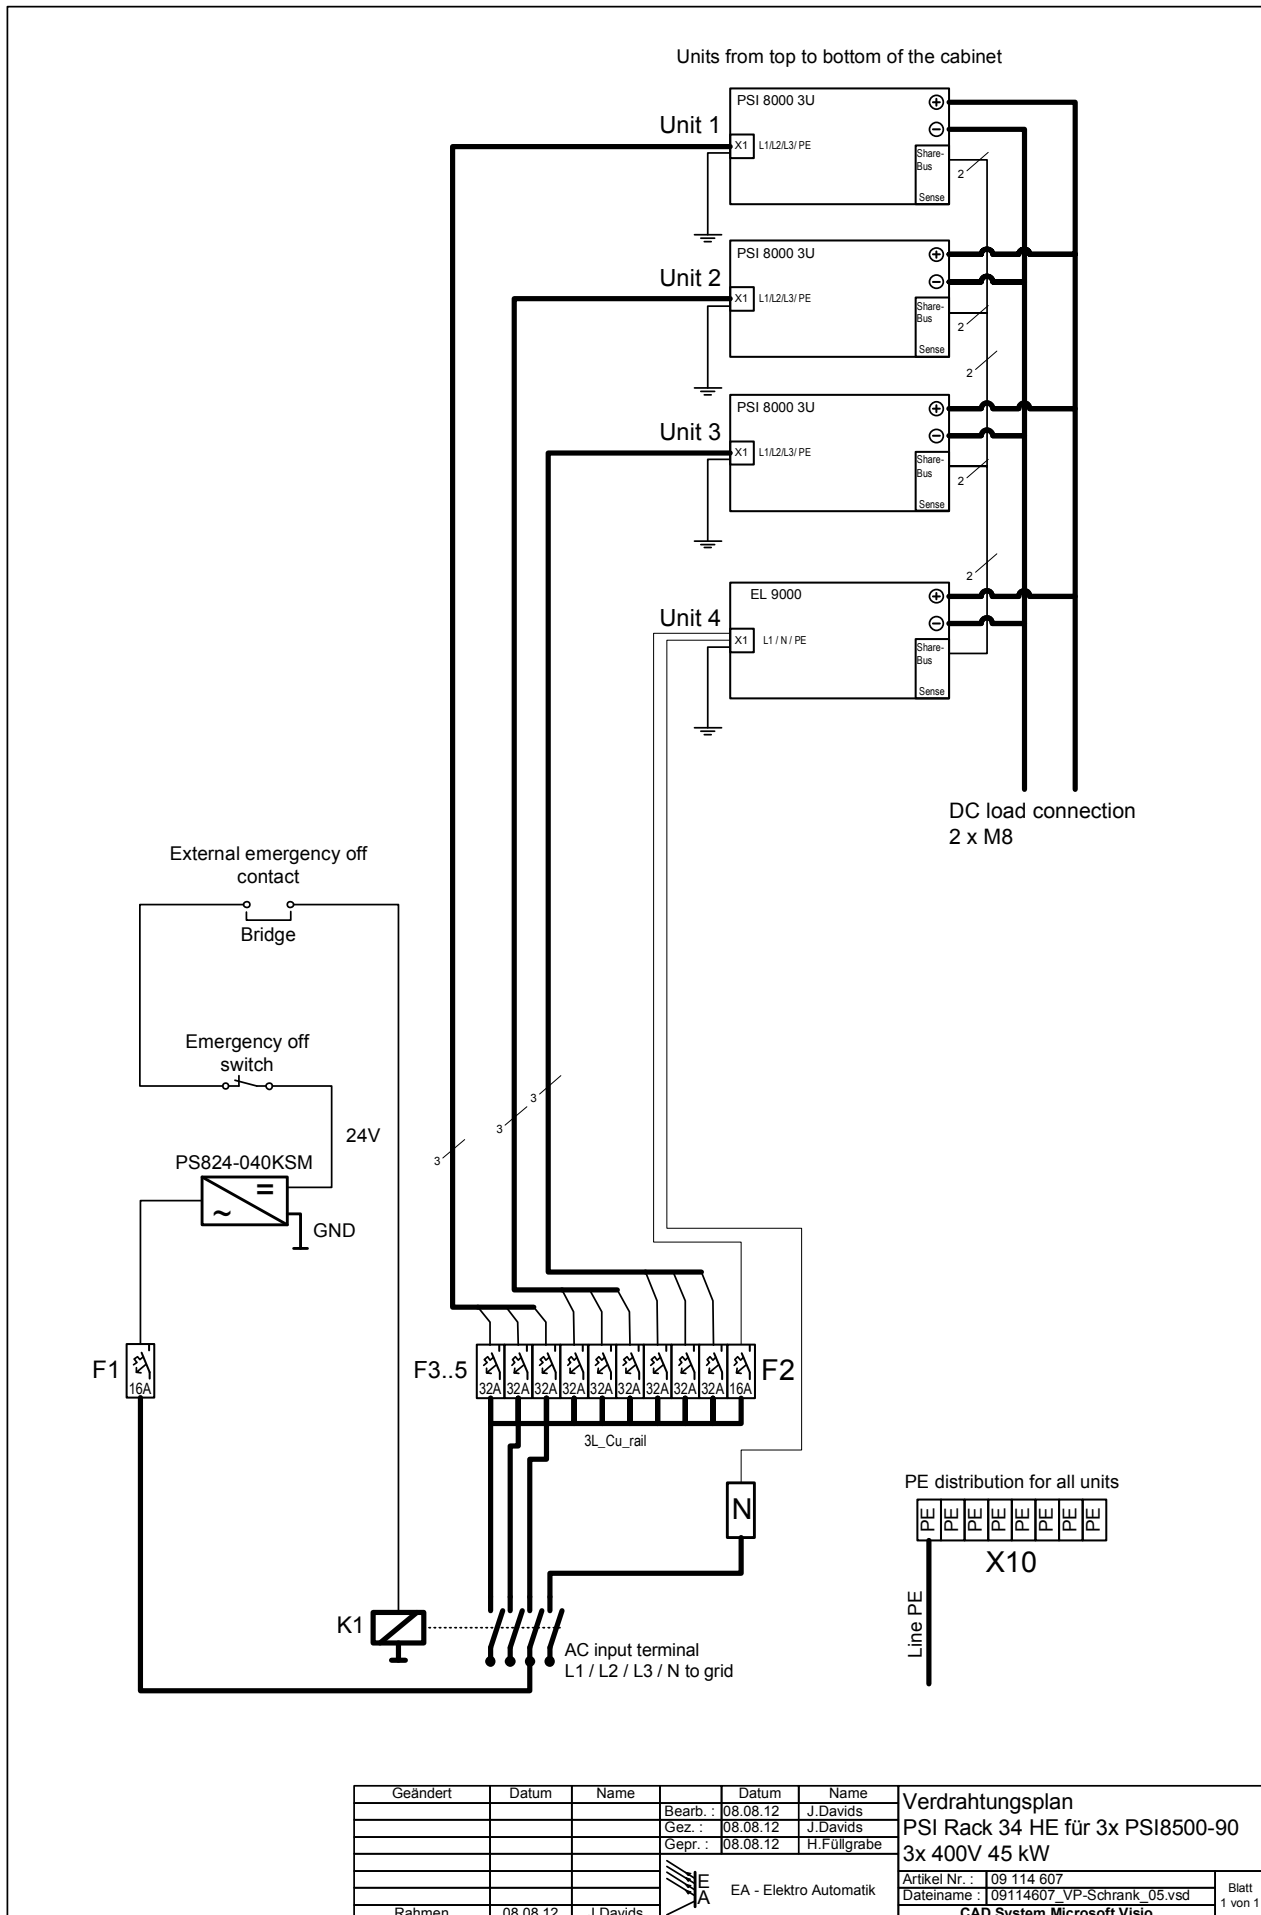 Units from top to bottom of the cabinet
PSI 8000 3U
Unit 1
X1
L1/L2/L3/ PE
Share-
Bus
Sense
2
PSI 8000 3U
Unit 2
X1
L1/L2/L3/ PE
Share-
Bus
Sense
2
2
PSI 8000 3U
Unit 3
X1
L1/L2/L3/ PE
Share-
Bus
Sense
2
2
EL 9000
Unit 4
X1
L1 / N / PE
Share-
Bus
Sense
DC load connection
2 x M8
External emergency off
contact
Bridge
Emergency off
switch
24V
PS824-040KSM
GND
3
3
3
F1
16A
F3..5
32A 32A 32A 32A 32A 32A 32A 32A 32A 16A
F2
3L_Cu_rail
N
PE distribution for all units
PE PE PE PE PE PE PE PE
X10
Line PE
K1
AC input terminal
L1 / L2 / L3 / N to grid
Geändert Datum Name Datum Name
Bearb. : 08.08.12 J.Davids
Gez. : 08.08.12 J.Davids
Gepr. : 08.08.12 H.Füllgrabe
Verdrahtungsplan
PSI Rack 34 HE für 3x PSI8500-90
3x 400V 45 kW
E
A
EA - Elektro Automatik
Artikel Nr. : 09 114 607
Dateiname : 09114607_VP-Schrank_05.vsd
Blatt
1 von 1
Rahmen 08.08.12 J.Davids
CAD System Microsoft Visio